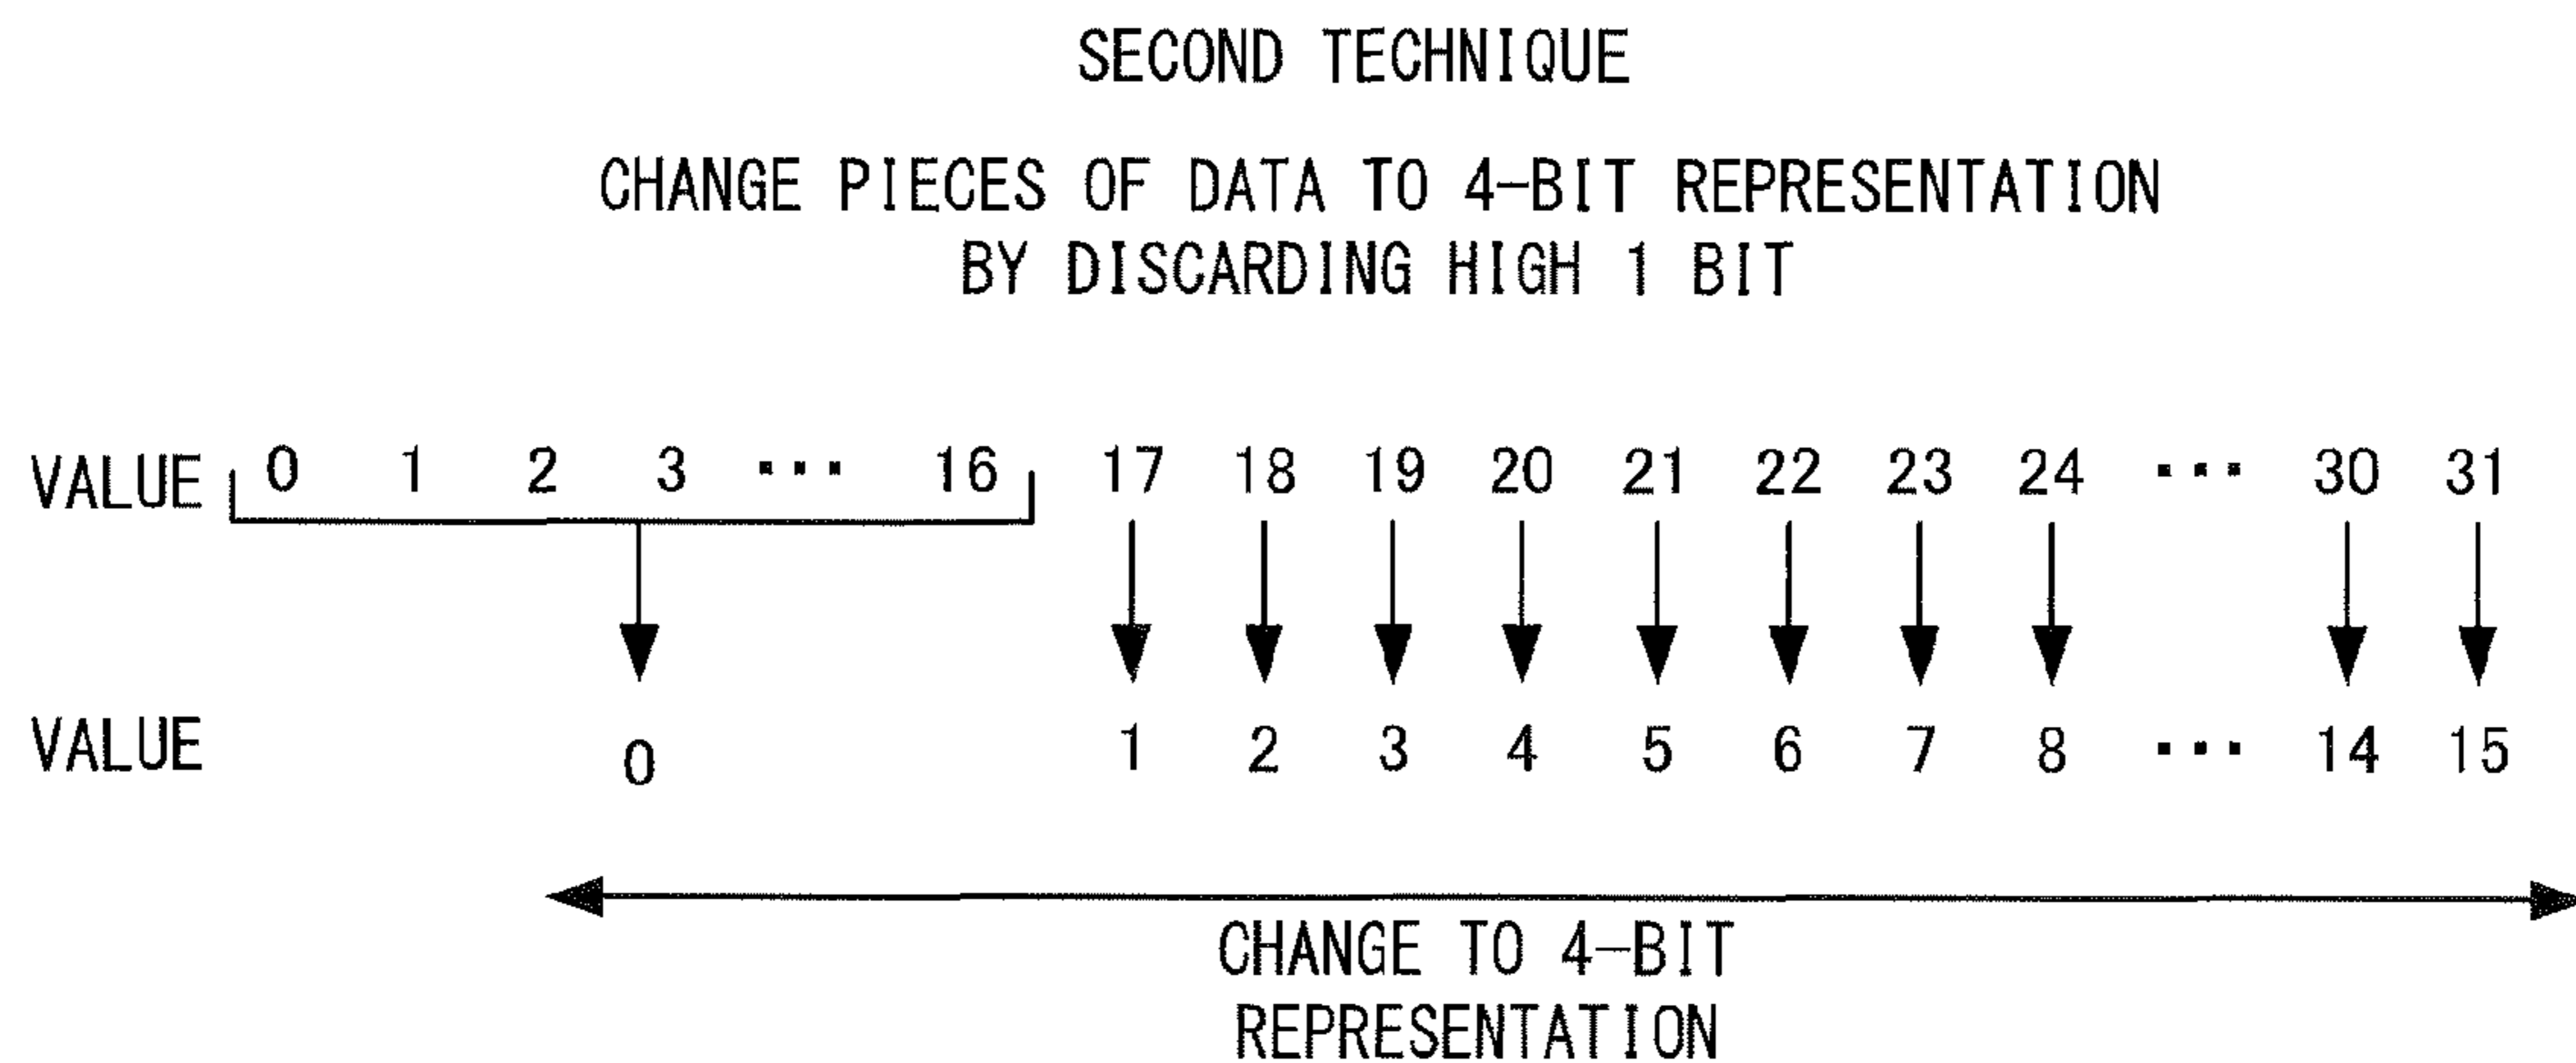 SECOND TECHNIQUE
CHANGE PIECES OF DATA TO 4-BIT REPRESENTATION
BY DISCARDING HIGH 1 BIT
VALUE 0 1 2 3 ... 16 17 18 19 20 21 22 23 24 ... 30 31
VALUE 0 1 2 3 4 5 6 7 8 ... 14 15
CHANGE TO 4-BIT
REPRESENTATION